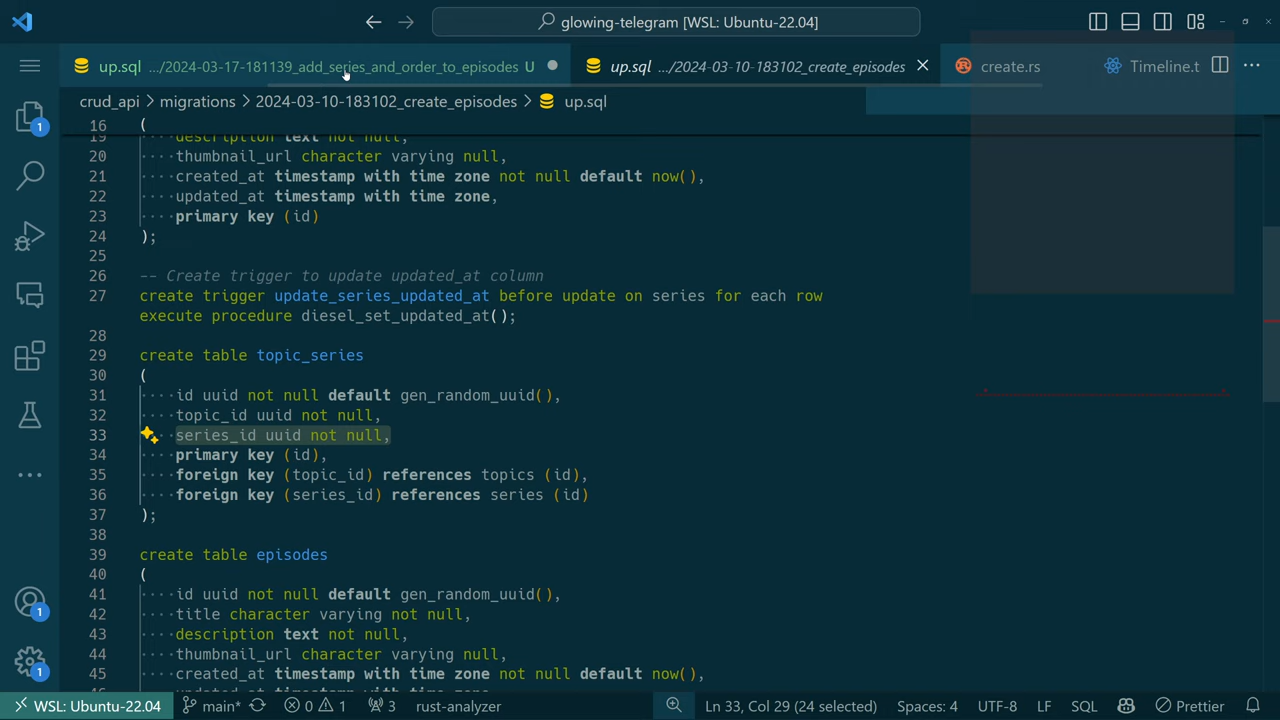 glowing-telegram [WSL: Ubuntu-22.04]
up.sql .../2024-03-17-181139_add_series_and_order_to_episodes U
up.sql .../2024-03-10-183102_create_episodes
create.rs
Timeline.t
crud_api > migrations > 2024-03-10-183102_create_episodes > up.sql
16 (
19 description text not null,
20 thumbnail_url character varying null,
21 created_at timestamp with time zone not null default now(),
22 updated_at timestamp with time zone,
23 primary key (id)
24 );
25
26 -- Create trigger to update updated_at column
27 create trigger update_series_updated_at before update on series for each row
28 execute procedure diesel_set_updated_at();
28
29 create table topic_series
30 (
31 id uuid not null default gen_random_uuid(),
32 topic_id uuid not null,
33 series_id uuid not null,
34 primary key (id),
35 foreign key (topic_id) references topics (id),
36 foreign key (series_id) references series (id)
37 );
38
39 create table episodes
40 (
41 id uuid not null default gen_random_uuid(),
42 title character varying not null,
43 description text not null,
44 thumbnail_url character varying null,
45 created_at timestamp with time zone not null default now(),
1
1
1
WSL: Ubuntu-22.04 main* 0 1 3 rust-analyzer Ln 33, Col 29 (24 selected) Spaces: 4 UTF-8 LF SQL Prettier